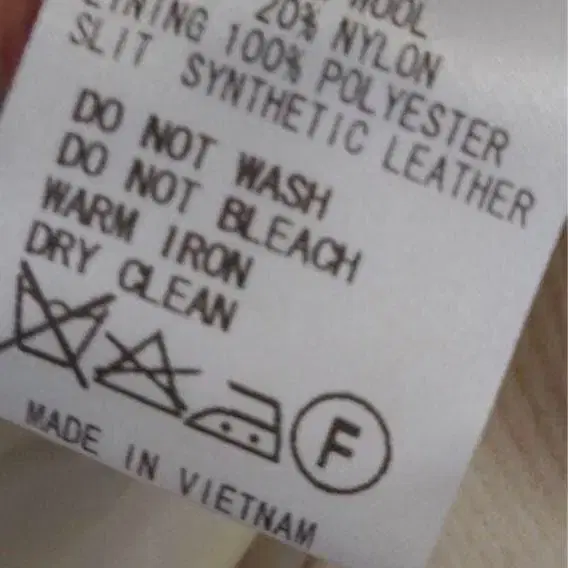 WOOL
20% NYLON
LINING 100% POLYESTER
SLIT SYNTHETIC LEATHER
DO NOT WASH
DO NOT BLEACH
WARM IRON
DRY CLEAN
F
MADE IN VIETNAM